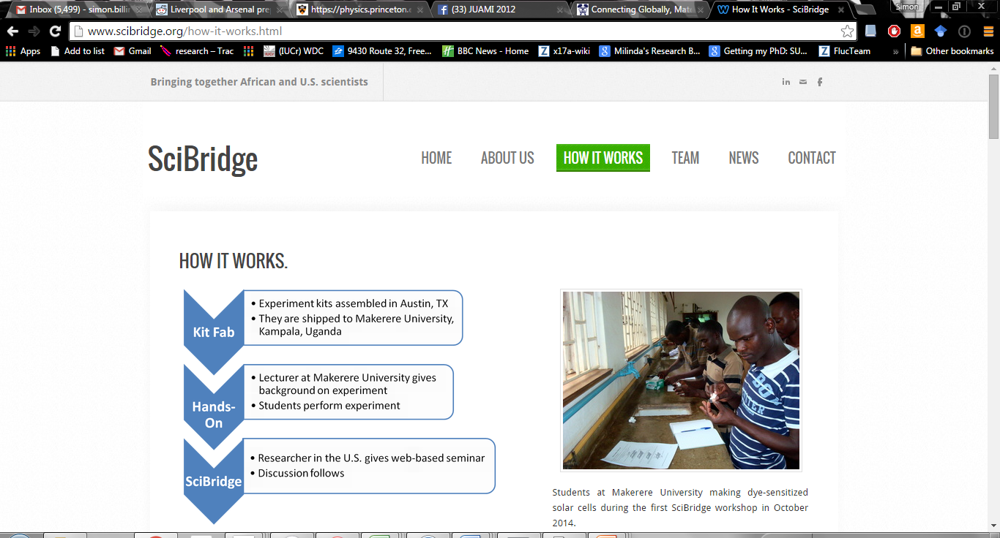 Inbox (5,499) - simon.billi
Liverpool and Arsenal pre
https://physics.princeton.e
(33) JUAMI 2012
Connecting Globally, Mate
How It Works - SciBridge
Simon
www.scibridge.org/how-it-works.html
Apps
Add to list
Gmail
research – Trac
(IUCr) WDC
9430 Route 32, Free...
BBC News - Home
x17a-wiki
Milinda's Research B...
Getting my PhD: SU...
FlucTeam
»
Other bookmarks
Bringing together African and U.S. scientists
SciBridge
HOME
ABOUT US
HOW IT WORKS
TEAM
NEWS
CONTACT
HOW IT WORKS.
Kit Fab
• Experiment kits assembled in Austin, TX
• They are shipped to Makerere University,
Kampala, Uganda
Hands-
On
• Lecturer at Makerere University gives
background on experiment
• Students perform experiment
SciBridge
• Researcher in the U.S. gives web-based seminar
• Discussion follows
Students at Makerere University making dye-sensitized
solar cells during the first SciBridge workshop in October
2014.